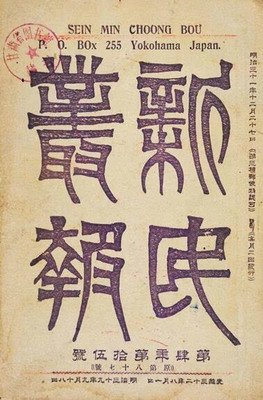 SEIN MIN CHOONG BOU
P. O. BOx 255 Yokohama Japan.
新民
叢報
第肆年第拾伍號
(原第八十七號)
光緒三十二年八月一日 明治三十九年九月十八日